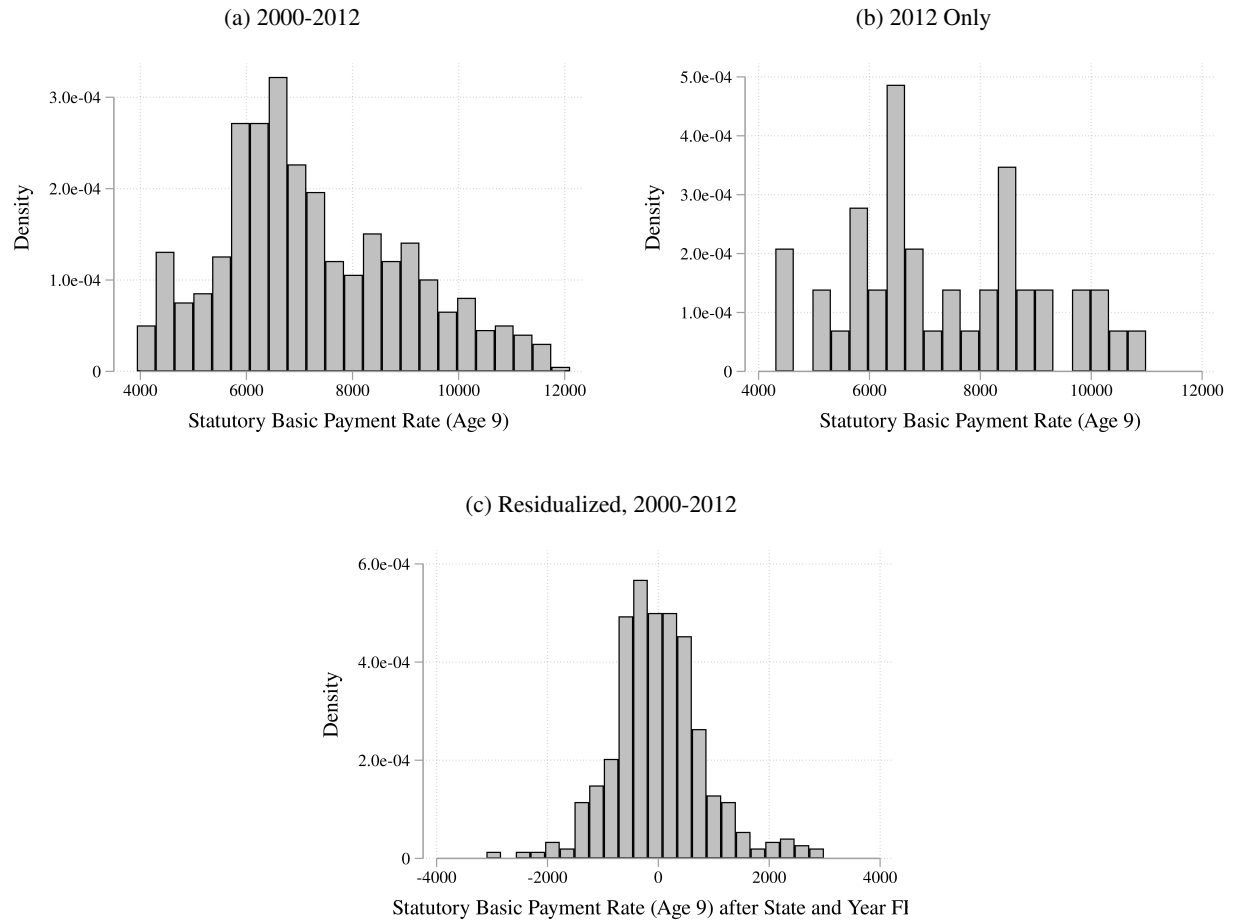 (a) 2000-2012
3.0e-04
2.0e-04
1.0e-04
0
Density
4000 6000 8000 10000 12000
Statutory Basic Payment Rate (Age 9)
(b) 2012 Only
5.0e-04
4.0e-04
3.0e-04
2.0e-04
1.0e-04
0
Density
4000 6000 8000 10000 12000
Statutory Basic Payment Rate (Age 9)
(c) Residualized, 2000-2012
6.0e-04
4.0e-04
2.0e-04
0
Density
-4000 -2000 0 2000 4000
Statutory Basic Payment Rate (Age 9) after State and Year